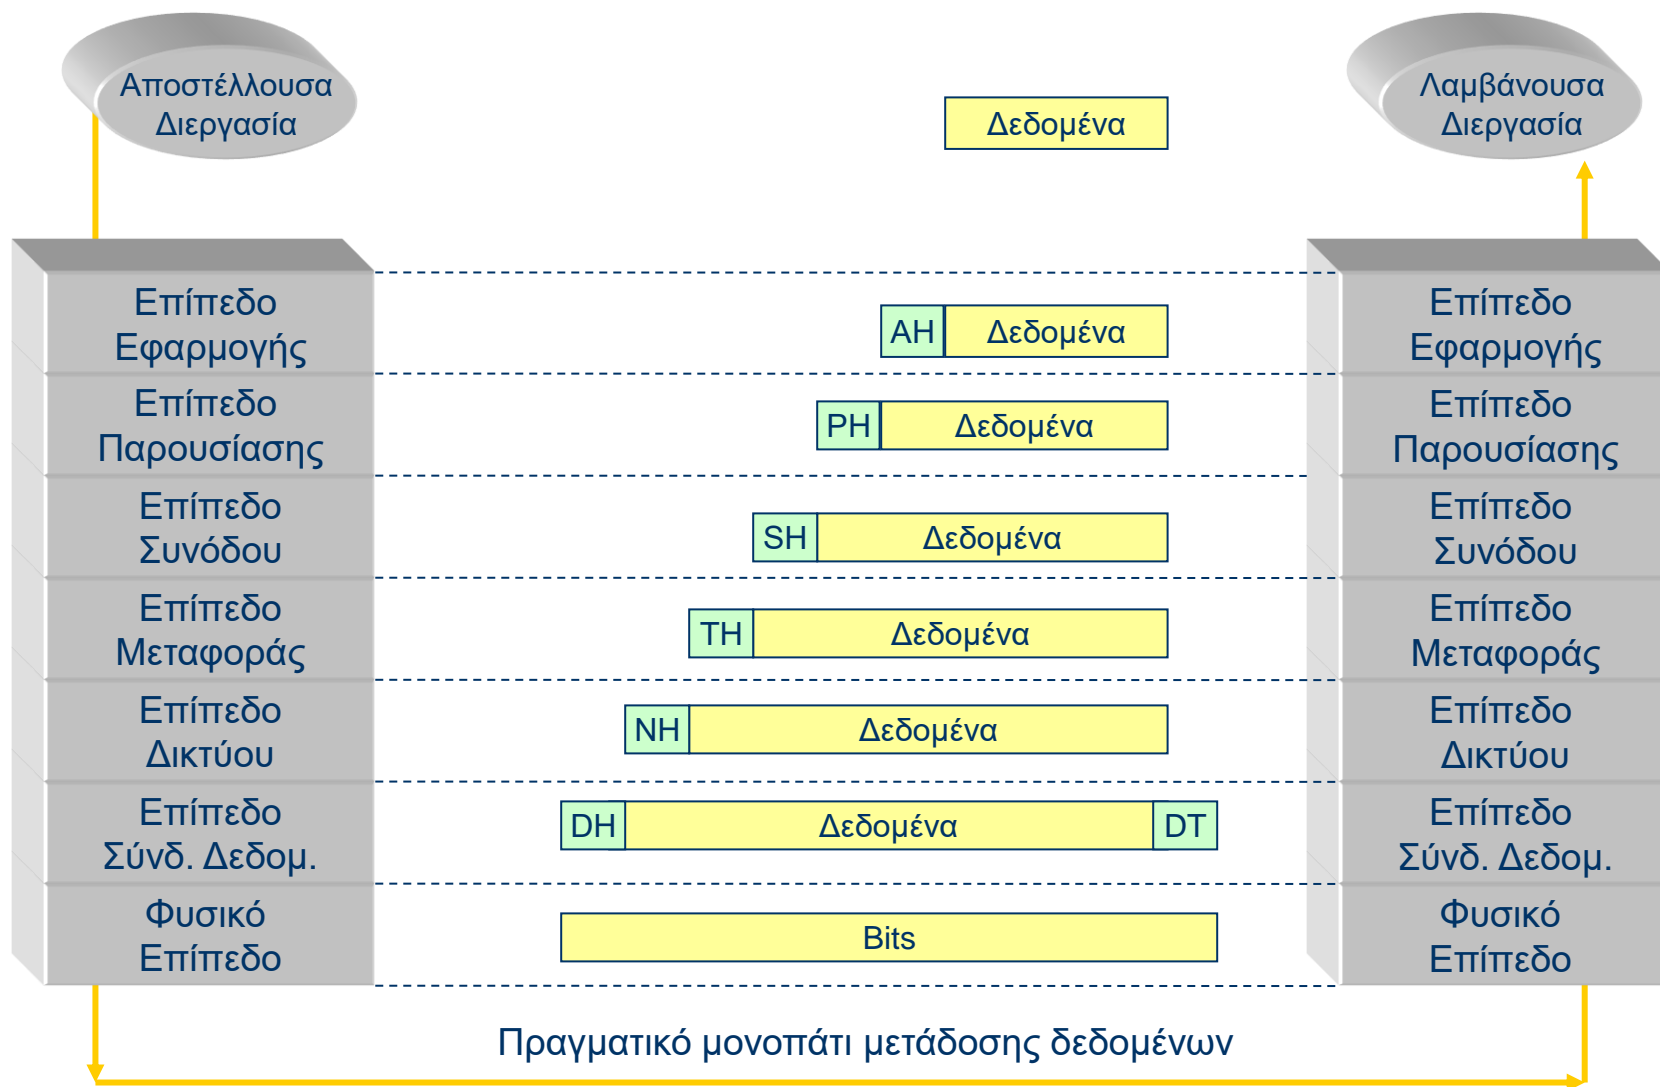 Αποστέλλουσα
Διεργασία
Δεδομένα
Λαμβάνουσα
Διεργασία
Επίπεδο
Εφαρμογής
AH Δεδομένα
Επίπεδο
Εφαρμογής
Επίπεδο
Παρουσίασης
PH Δεδομένα
Επίπεδο
Παρουσίασης
Επίπεδο
Συνόδου
SH Δεδομένα
Επίπεδο
Συνόδου
Επίπεδο
Μεταφοράς
TH Δεδομένα
Επίπεδο
Μεταφοράς
Επίπεδο
Δικτύου
NH Δεδομένα
Επίπεδο
Δικτύου
Επίπεδο
Σύνδ. Δεδομ.
DH Δεδομένα DT
Επίπεδο
Σύνδ. Δεδομ.
Φυσικό
Επίπεδο
Bits
Φυσικό
Επίπεδο
Πραγματικό μονοπάτι μετάδοσης δεδομένων